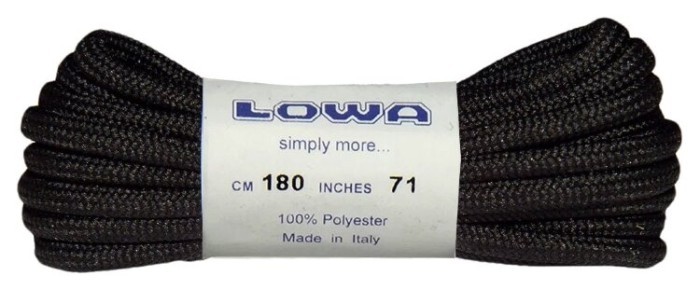 LOWA
simply more...
CM 180 INCHES 71
100% Polyester
Made in Italy